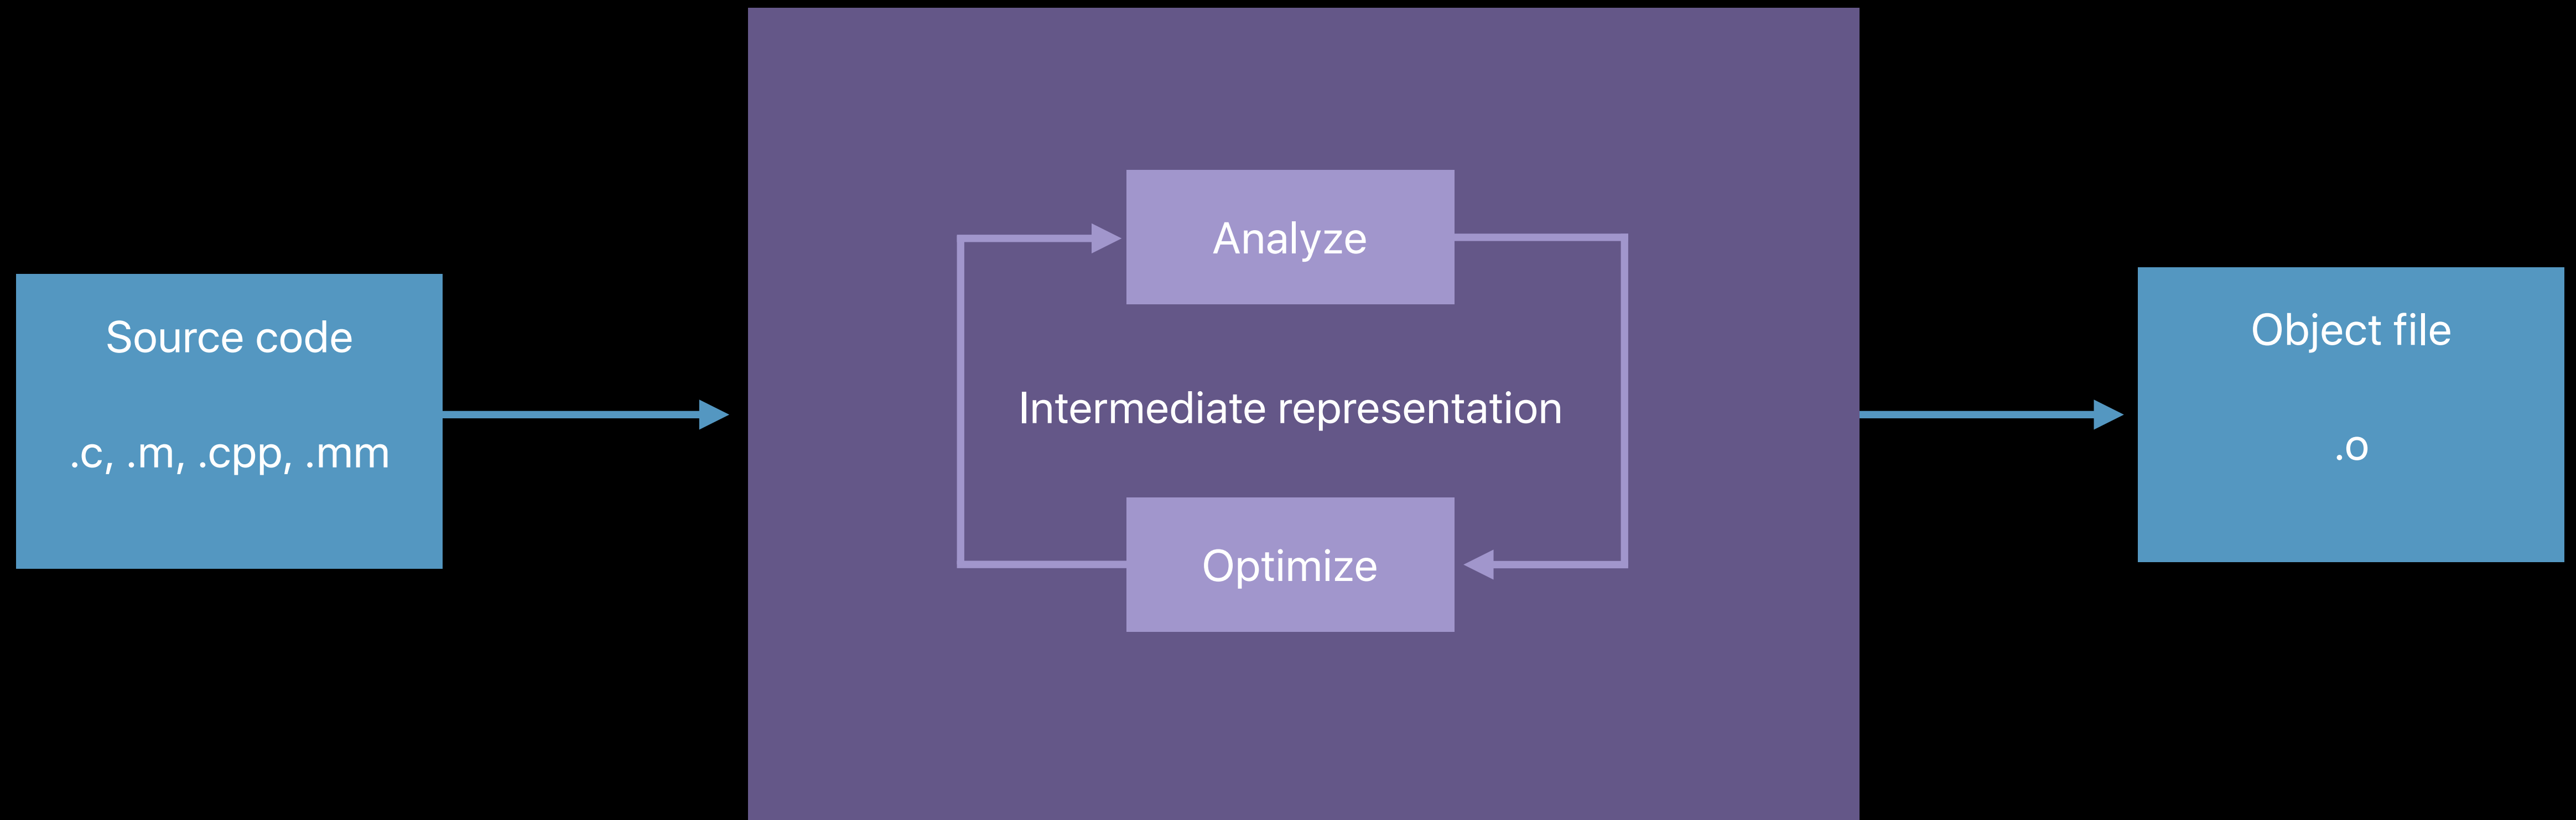 Source code
.c, .m, .cpp, .mm
Analyze
Intermediate representation
Optimize
Object file
.o